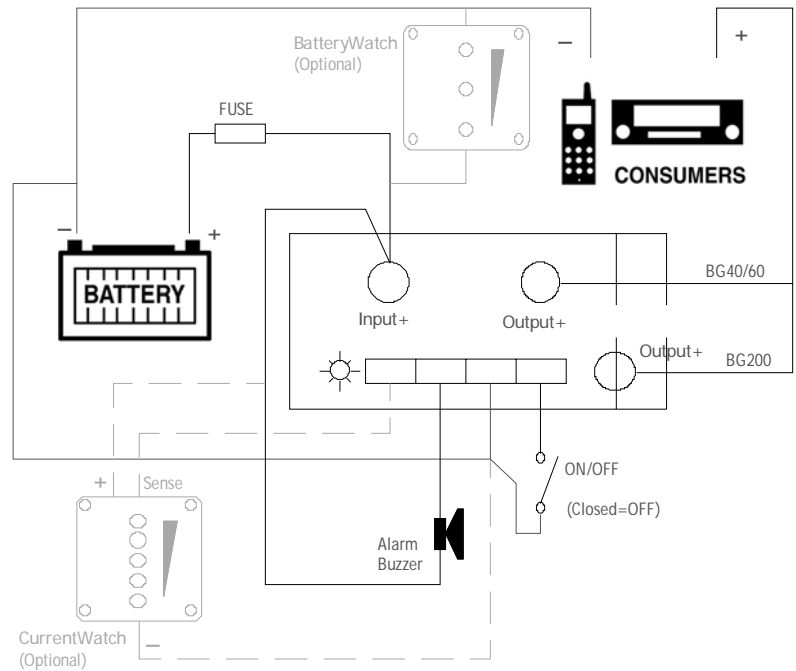 BatteryWatch
(Optional)
−
+
FUSE
CONSUMERS
−
+
BATTERY
Input+
Output+
BG40/60
Output+
BG200
+
Sense
ON/OFF
(Closed=OFF)
Alarm
Buzzer
CurrentWatch
(Optional)
−